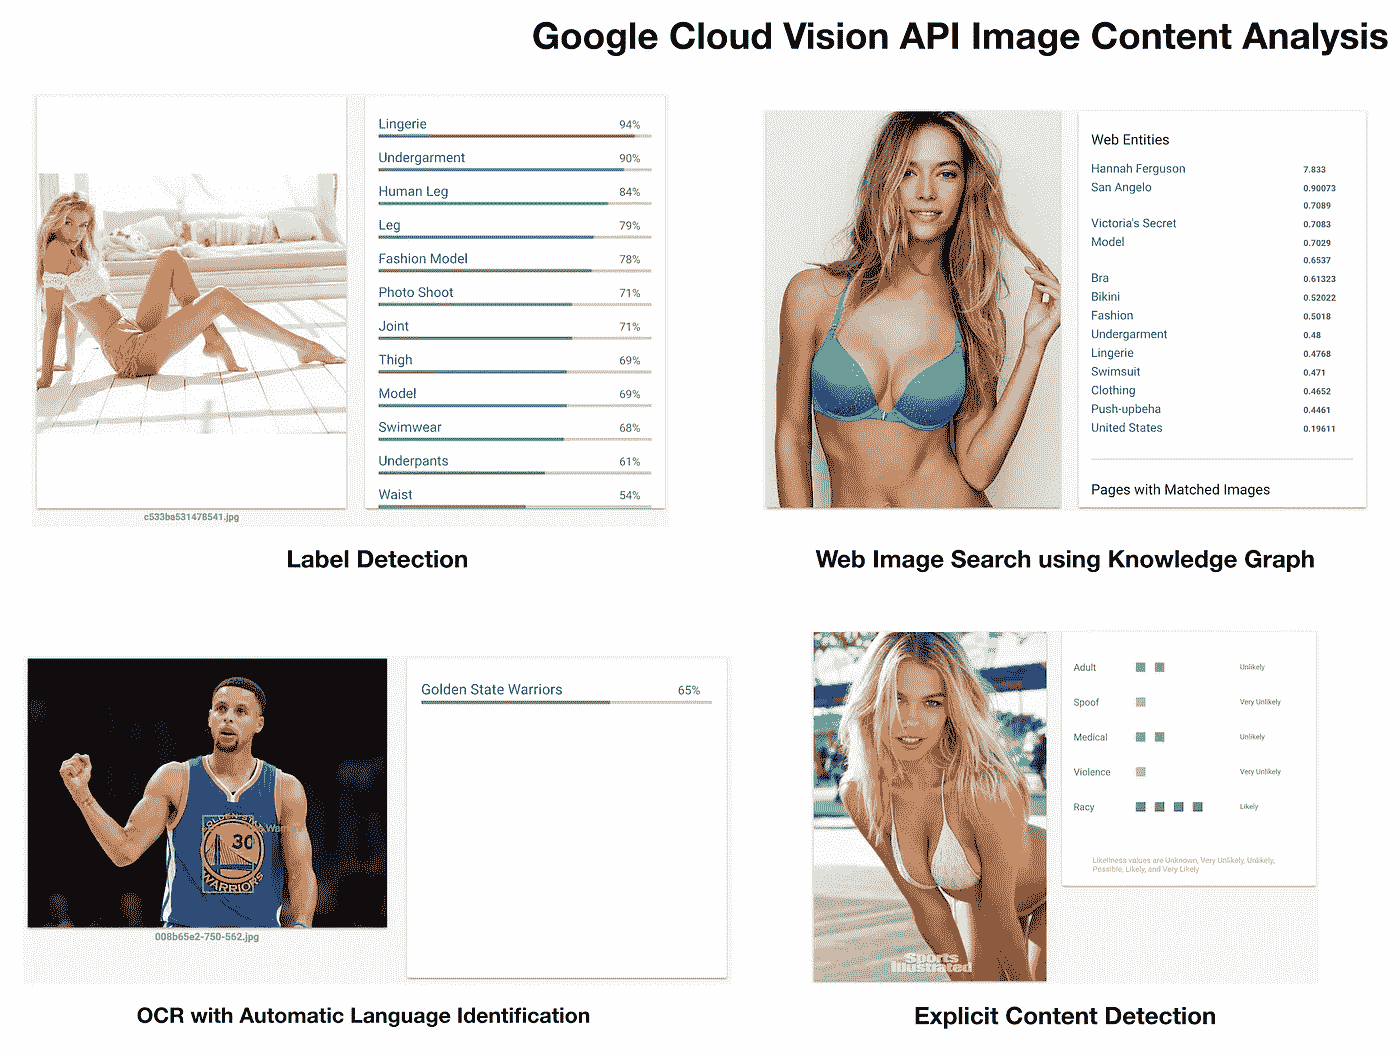 Google Cloud Vision API Image Content Analysis
Lingerie 94%
Undergarment 90%
Human Leg 84%
Leg 79%
Fashion Model 78%
Photo Shoot 71%
Joint 71%
Thigh 69%
Model 69%
Swimwear 68%
Underpants 61%
Waist 54%
c533ba531478541.jpg
Label Detection
Web Entities
Hannah Ferguson 7.833
San Angelo 0.90073
0.7089
Victoria's Secret 0.7083
Model 0.7029
0.6537
Bra 0.61323
Bikini 0.52022
Fashion 0.5018
Undergarment 0.48
Lingerie 0.4768
Swimsuit 0.471
Clothing 0.4652
Push-upbeha 0.4461
United States 0.19611
Pages with Matched Images
Web Image Search using Knowledge Graph
GOLDEN STATE
30
WARRIORS
008b65e2-750-562.jpg
Golden State Warriors 65%
OCR with Automatic Language Identification
Sports
Illustrated
Adult Unlikely
Spoof Very Unlikely
Medical Unlikely
Violence Very Unlikely
Racy Likely
Likeliness values are Unknown, Very Unlikely, Unlikely,
Possible, Likely, and Very Likely
Explicit Content Detection